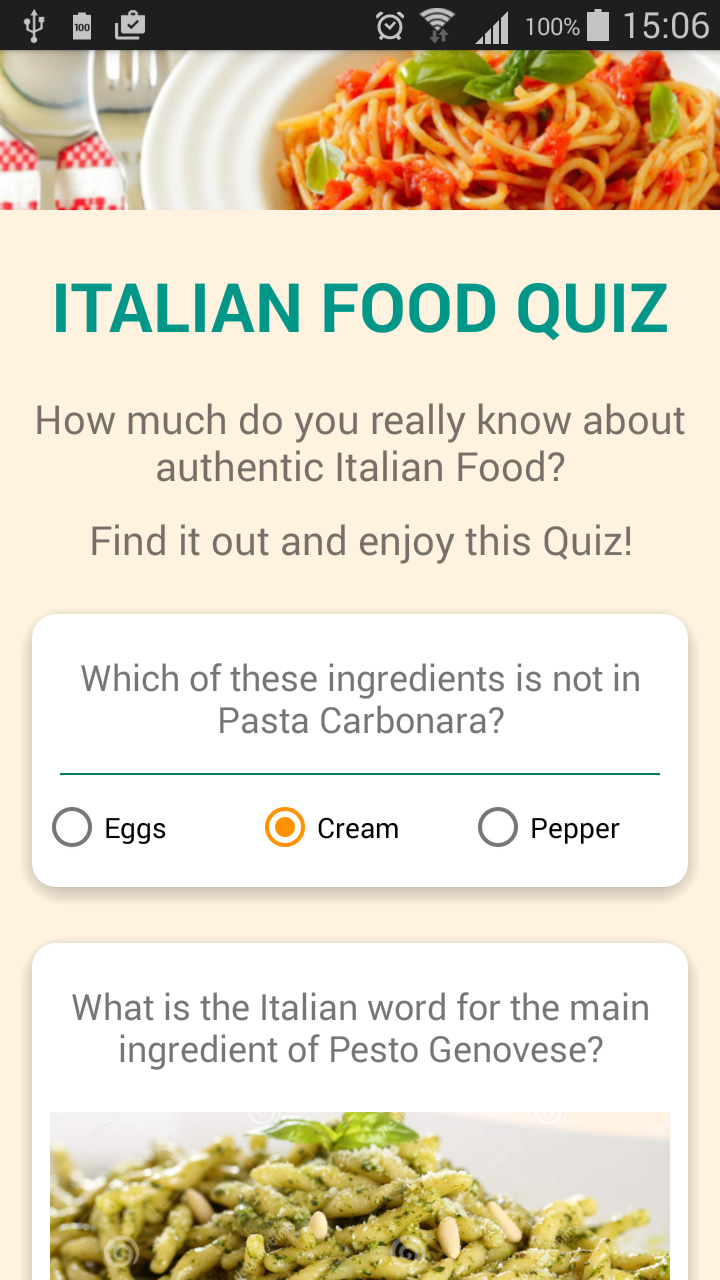 100
100%
15:06
ITALIAN FOOD QUIZ
How much do you really know about
authentic Italian Food?
Find it out and enjoy this Quiz!
Which of these ingredients is not in
Pasta Carbonara?
Eggs
Cream
Pepper
What is the Italian word for the main
ingredient of Pesto Genovese?